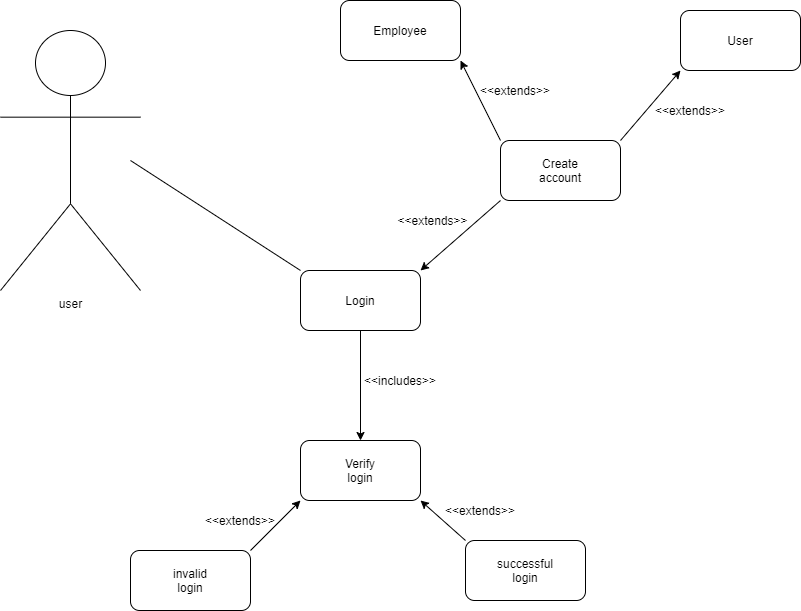 Employee
User
<<extends>>
<<extends>>
Create
account
<<extends>>
user
Login
<<includes>>
Verify
login
<<extends>>
<<extends>>
invalid
login
successful
login